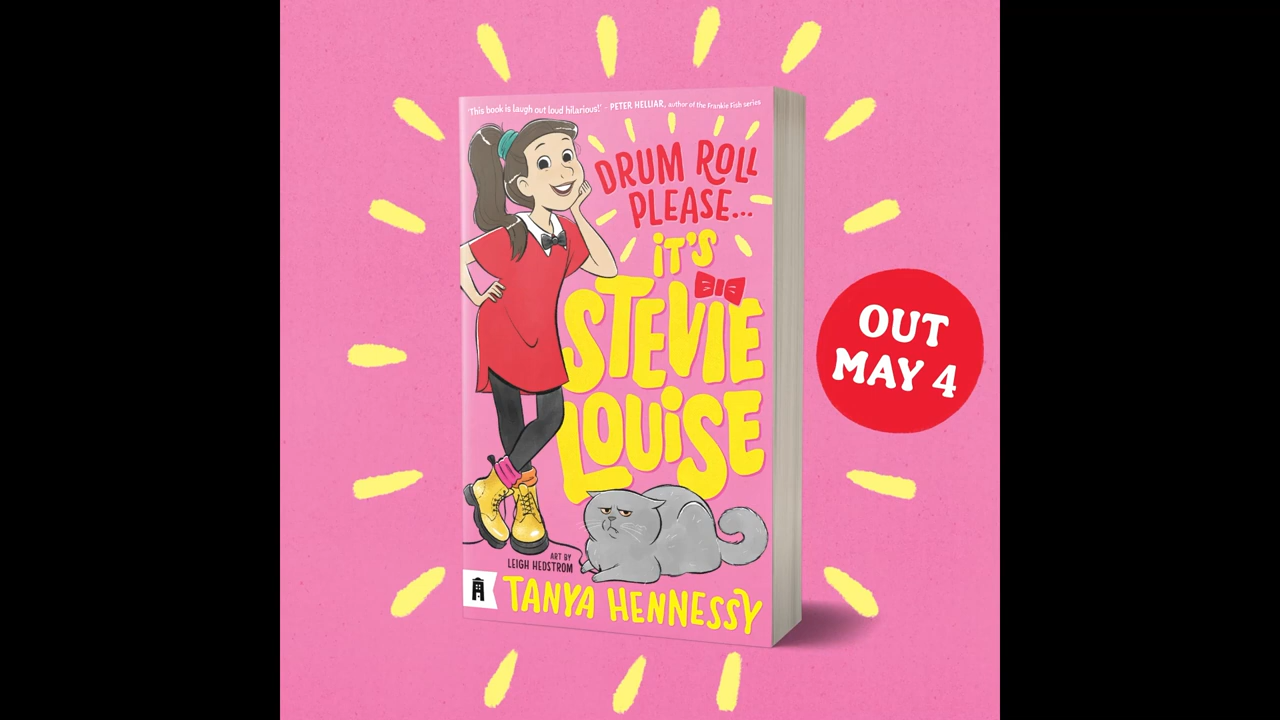 'This book is laugh out loud hilarious!' - PETER HELLIAR, author of the Frankie Fish series
DRUM ROLL
PLEASE...
iT'S
STEVIE
LOUiSE
ART BY
LEIGH HEDSTROM
TANYA HENNESSY
OUT
MAY 4